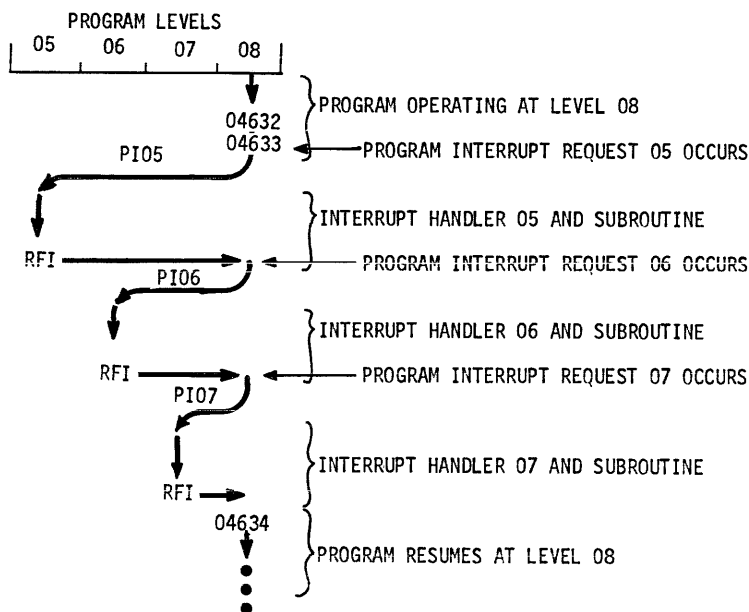 PROGRAM LEVELS
05 06 07 08
PROGRAM OPERATING AT LEVEL 08
04632
04633
PROGRAM INTERRUPT REQUEST 05 OCCURS
PI05
INTERRUPT HANDLER 05 AND SUBROUTINE
RFI
PROGRAM INTERRUPT REQUEST 06 OCCURS
PI06
INTERRUPT HANDLER 06 AND SUBROUTINE
RFI
PROGRAM INTERRUPT REQUEST 07 OCCURS
PI07
INTERRUPT HANDLER 07 AND SUBROUTINE
RFI
04634
PROGRAM RESUMES AT LEVEL 08